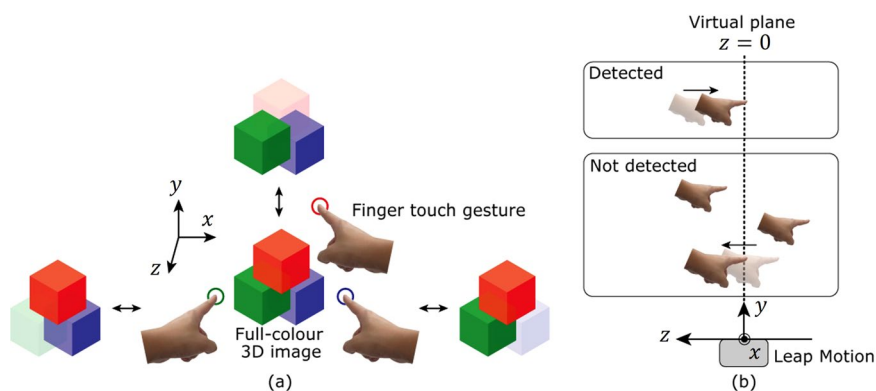 y
x
z
Finger touch gesture
Full-colour
3D image
(a)
Virtual plane
z = 0
Detected
Not detected
y
z
x
Leap Motion
(b)